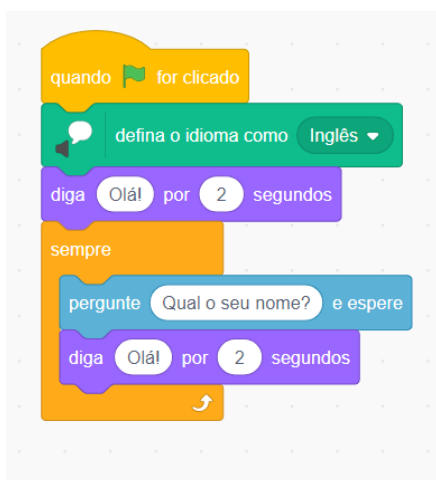 quando for clicado
defina o idioma como Inglês
diga Olá! por 2 segundos
sempre
pergunte Qual o seu nome? e espere
diga Olá! por 2 segundos